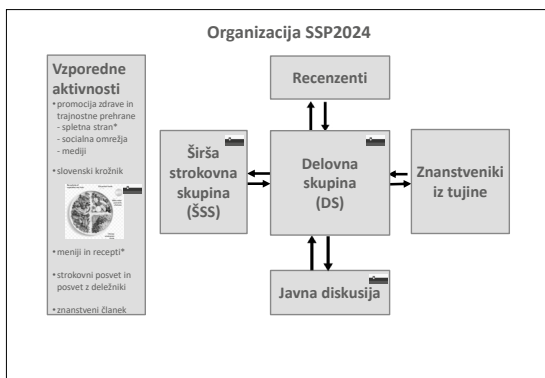 Organizacija SSP2024
Vzporedne
aktivnosti
•promocija zdrave in
trajnostne prehrane
- spletna stran*
- socialna omrežja
- mediji
•slovenski krožnik
•meniji in recepti*
•strokovni posvet in
posvet z deležniki
•znanstveni članek
Recenzenti
Širša
strokovna
skupina
(ŠSS)
Delovna
skupina
(DS)
Znanstveniki
iz tujine
Javna diskusija